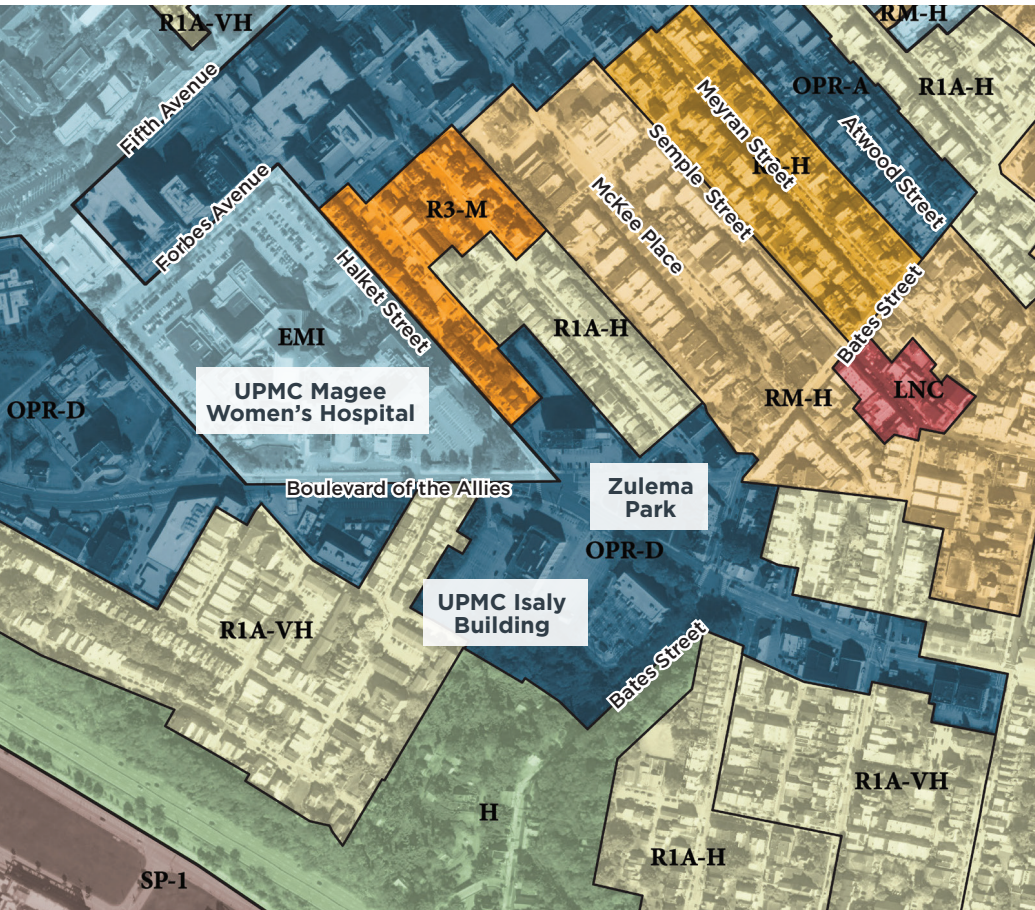 R1A-VH
RM-H
Fifth Avenue
OPR-A
R1A-H
Meyran Street
Atwood Street
Semple Street
Forbes Avenue
McKee Place
R3-M
Halket Street
Bates Street
EMI
R1A-H
UPMC Magee
Women's Hospital
OPR-D
RM-H
LNC
Boulevard of the Allies
Zulema
Park
OPR-D
UPMC Isaly
Building
R1A-VH
Bates Street
R1A-VH
H
R1A-H
SP-1